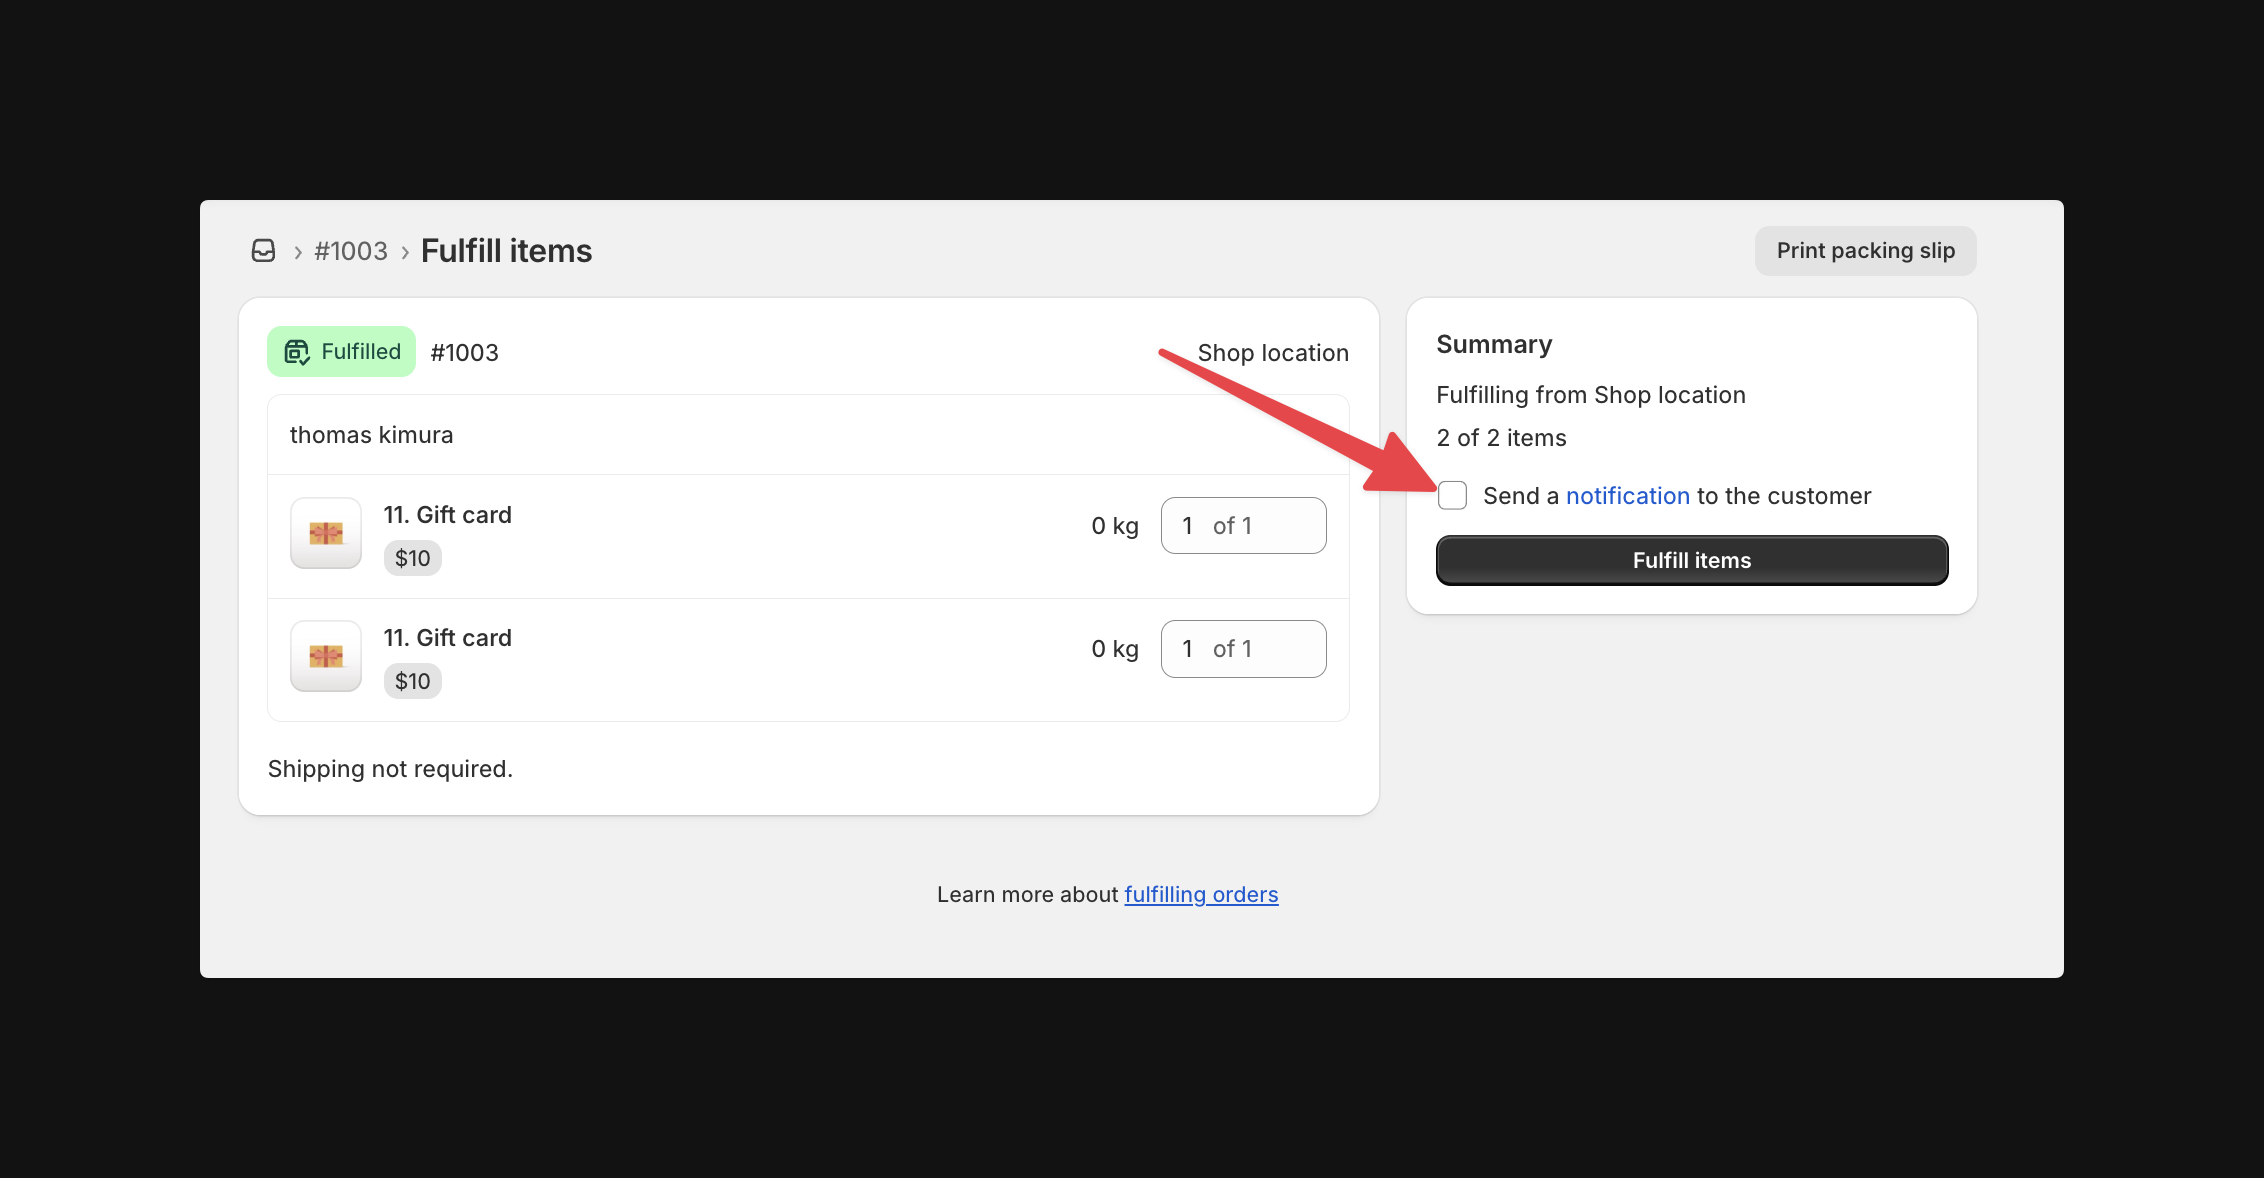 › #1003 › Fulfill items
Print packing slip
Fulfilled #1003
Shop location
thomas kimura
11. Gift card
$10
0 kg
1 of 1
11. Gift card
$10
0 kg
1 of 1
Shipping not required.
Summary
Fulfilling from Shop location
2 of 2 items
Send a notification to the customer
Fulfill items
Learn more about fulfilling orders